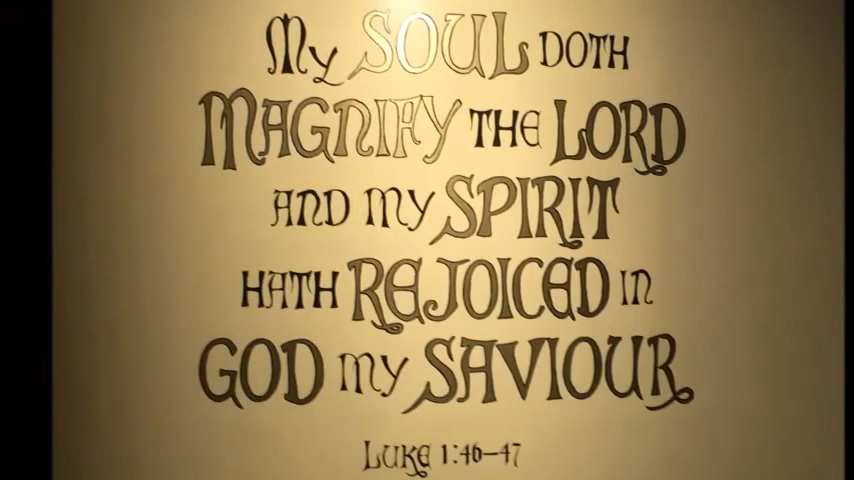 My SOUL DOTH
MAGNIFY THE LORD
AND MY SPIRIT
HATH REJOICED IN
GOD MY SAVIOUR
LUKE 1:46–47